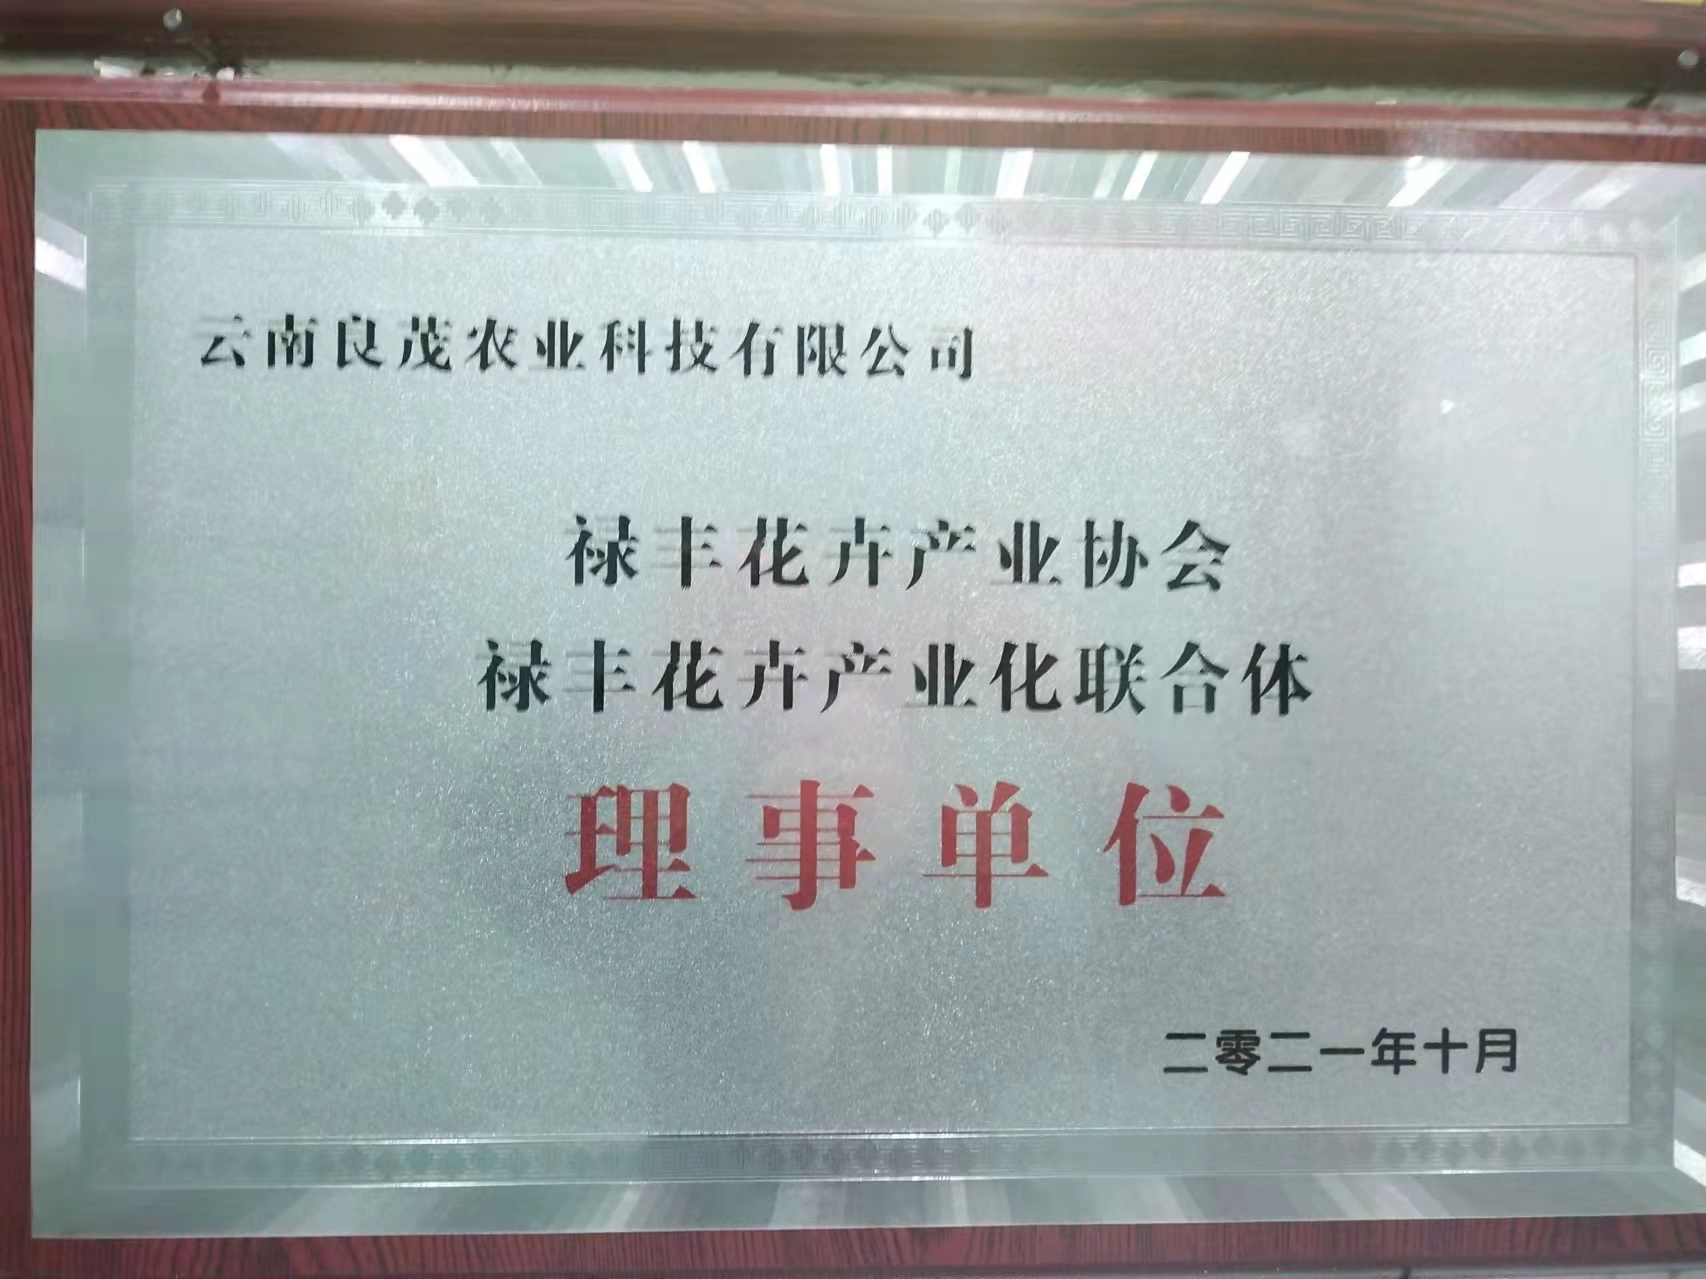 云南良茂农业科技有限公司
禄丰花卉产业协会
禄丰花卉产业化联合体
理事单位
二零二一年十月